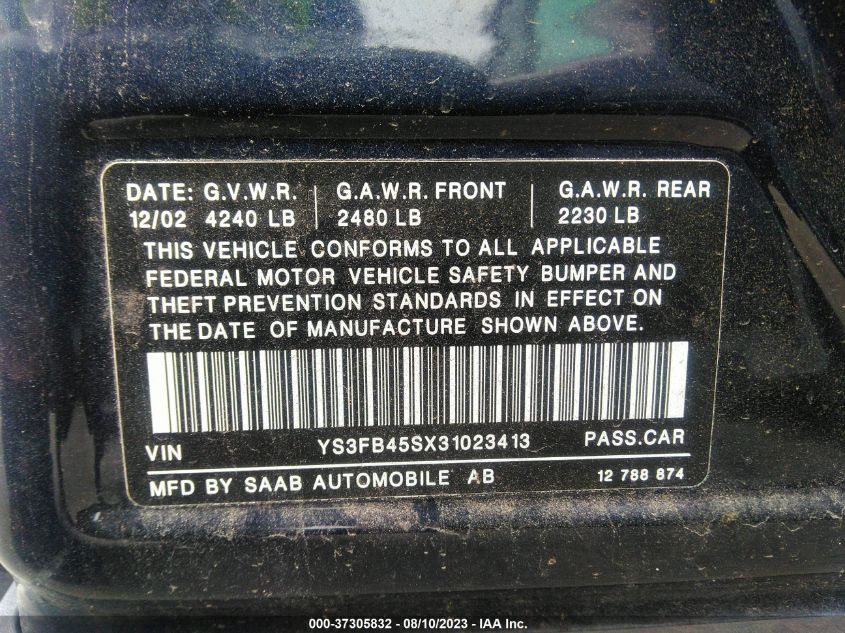 DATE: G.V.W.R. G.A.W.R. FRONT G.A.W.R. REAR
12/02 4240 LB 2480 LB 2230 LB
THIS VEHICLE CONFORMS TO ALL APPLICABLE
FEDERAL MOTOR VEHICLE SAFETY BUMPER AND
THEFT PREVENTION STANDARDS IN EFFECT ON
THE DATE OF MANUFACTURE SHOWN ABOVE.
VIN YS3FB45SX31023413 PASS.CAR
MFD BY SAAB AUTOMOBILE AB 12 788 874
000-37305832 - 08/10/2023 - IAA Inc.